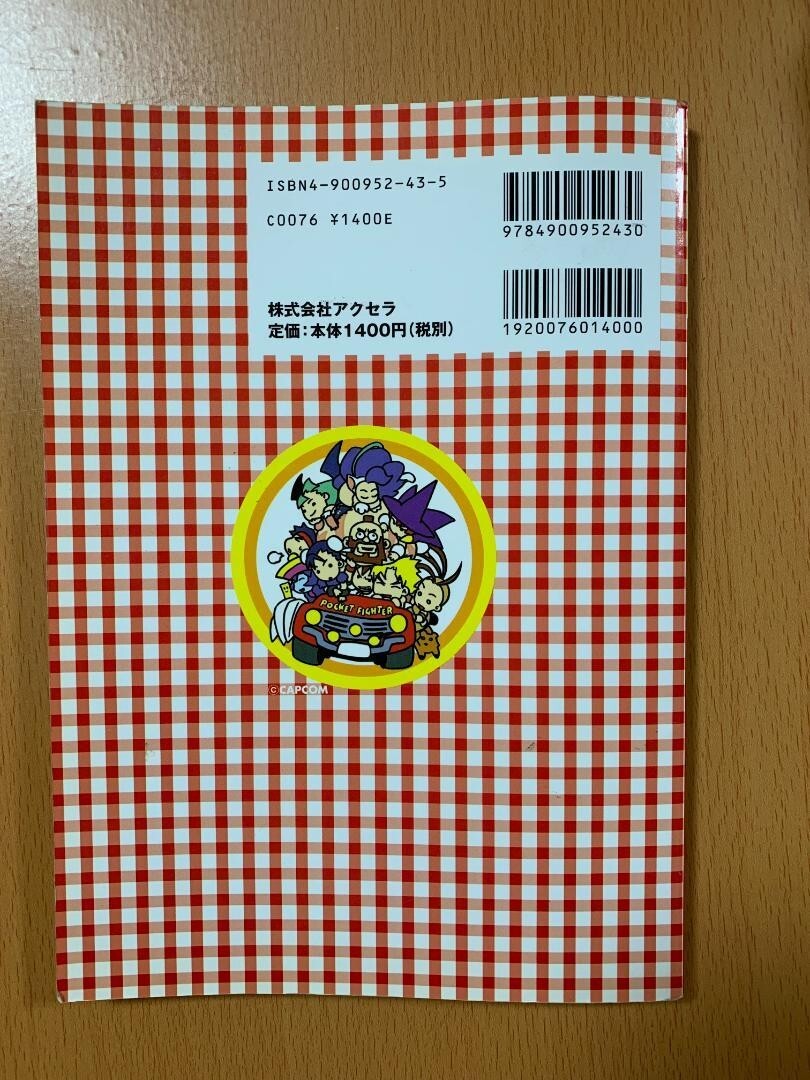 ISBN4-900952-43-5
C0076 ¥1400E
9784900952430
株式会社アクセラ
定価：本体1400円（税別）
1920076014000
POCKET FIGHTER
©CAPCOM